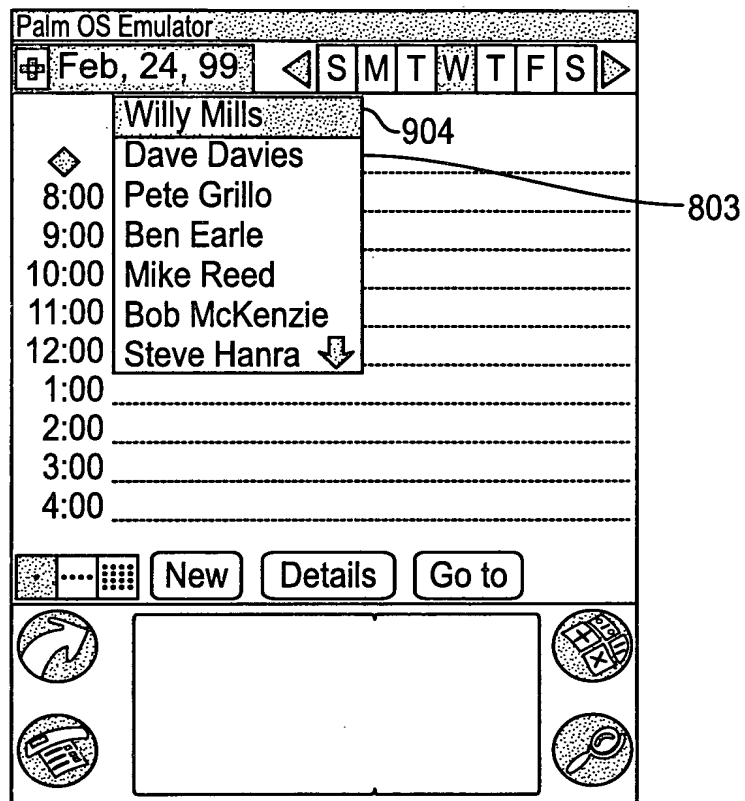 Palm OS Emulator
Feb, 24, 99 S M T W T F S
Willy Mills
904
Dave Davies
803
8:00 Pete Grillo
9:00 Ben Earle
10:00 Mike Reed
11:00 Bob McKenzie
12:00 Steve Hanra
1:00
2:00
3:00
4:00
New Details Go to